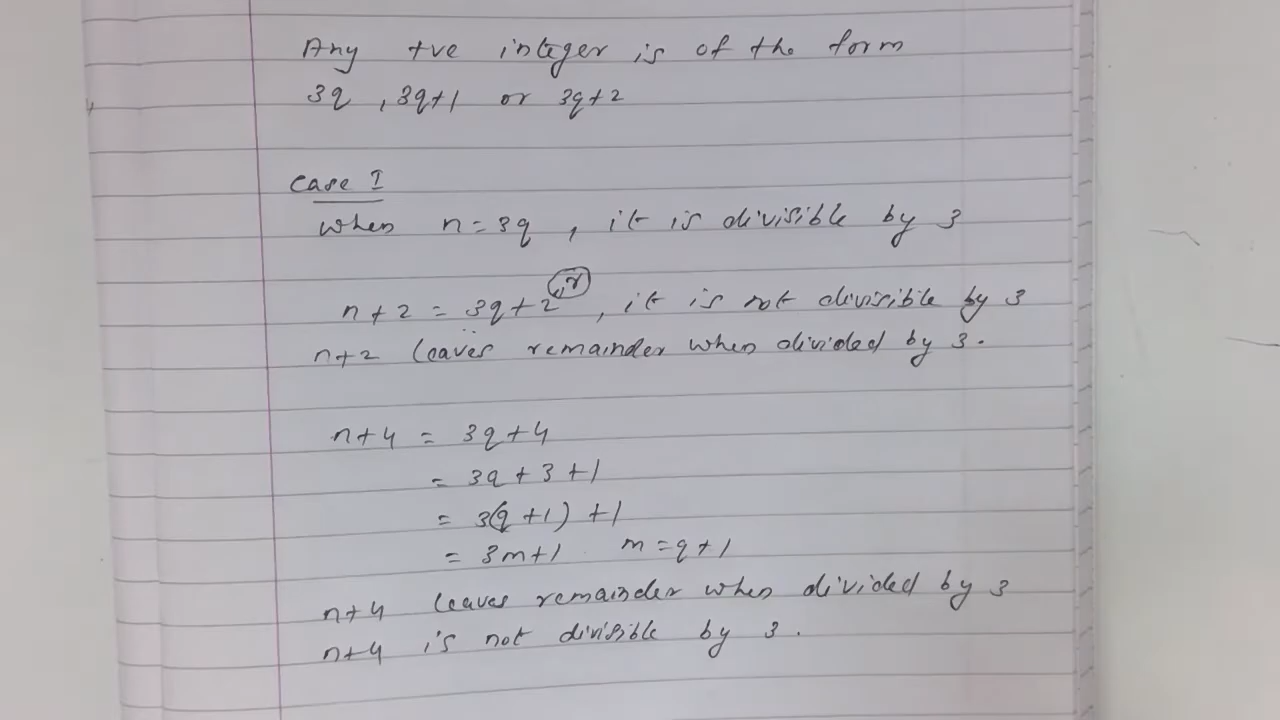 Any +ve integer is of the form
3q , 3q+1 or 3q+2
Case I
when n = 3q , it is divisible by 3
n+2 = 3q+2 r , it is not divisible by 3
n+2 leaves remainder when divided by 3.
n+4 = 3q+4
= 3q+3+1
= 3(q+1) +1
= 3m+1 m = q+1
n+4 leaves remainder when divided by 3
n+4 is not divisible by 3.